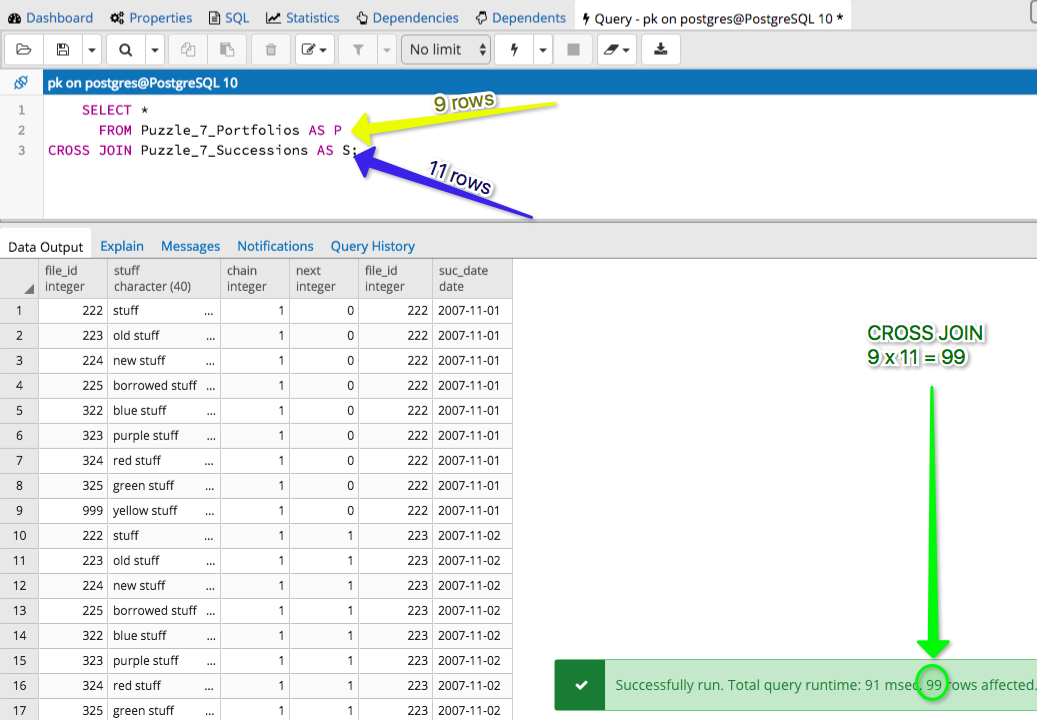 Dashboard Properties SQL Statistics Dependencies Dependents Query - pk on postgres@PostgreSQL 10 *
No limit
pk on postgres@PostgreSQL 10
1 SELECT *
9 rows
2 FROM Puzzle_7_Portfolios AS P
3 CROSS JOIN Puzzle_7_Successions AS S;
11 rows
Data Output Explain Messages Notifications Query History
file_id stuff chain next file_id suc_date
integer character (40) integer integer integer date
1 222 stuff ... 1 0 222 2007-11-01
2 223 old stuff ... 1 0 222 2007-11-01
3 224 new stuff ... 1 0 222 2007-11-01
4 225 borrowed stuff ... 1 0 222 2007-11-01
5 322 blue stuff ... 1 0 222 2007-11-01
6 323 purple stuff ... 1 0 222 2007-11-01
7 324 red stuff ... 1 0 222 2007-11-01
8 325 green stuff ... 1 0 222 2007-11-01
9 999 yellow stuff ... 1 0 222 2007-11-01
10 222 stuff ... 1 1 223 2007-11-02
11 223 old stuff ... 1 1 223 2007-11-02
12 224 new stuff ... 1 1 223 2007-11-02
13 225 borrowed stuff ... 1 1 223 2007-11-02
14 322 blue stuff ... 1 1 223 2007-11-02
15 323 purple stuff ... 1 1 223 2007-11-02
16 324 red stuff ... 1 1 223 2007-11-02
17 325 green stuff ... 1 1 223 2007-11-02
CROSS JOIN
9 x 11 = 99
Successfully run. Total query runtime: 91 msec. 99 rows affected.